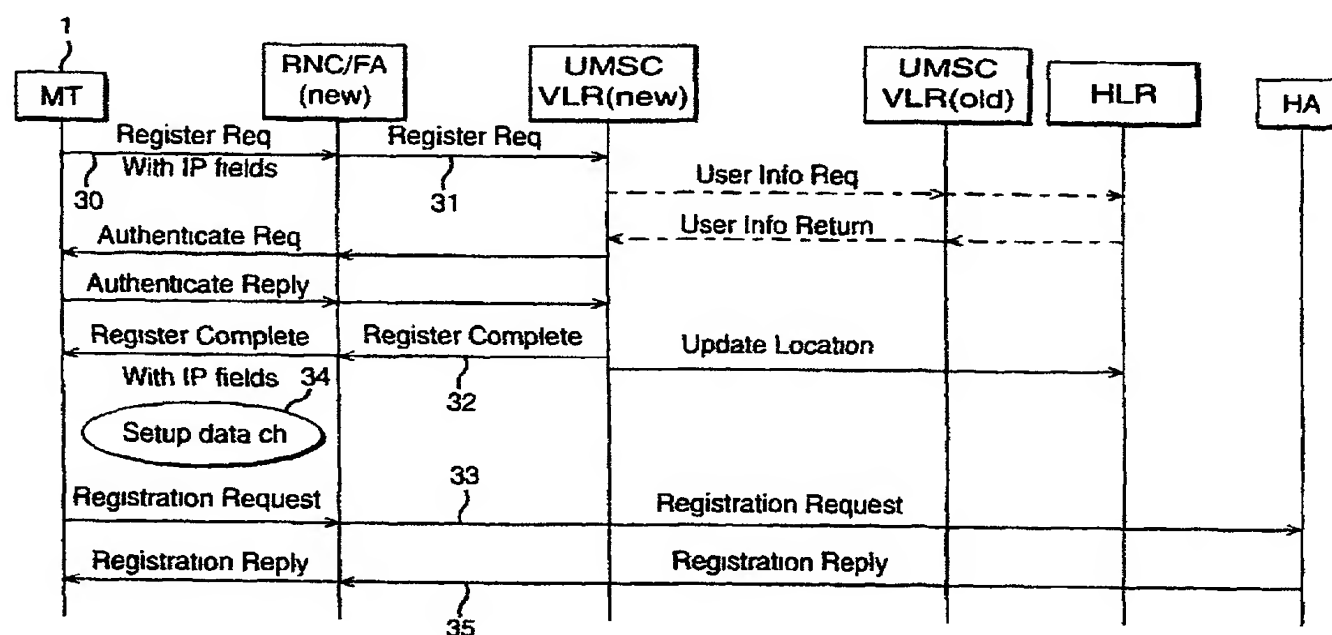 1
MT
RNC/FA
(new)
UMSC
VLR(new)
UMSC
VLR(old)
HLR
HA
Register Req
Register Req
With IP fields
30
31
User Info Req
User Info Return
Authenticate Req
Authenticate Reply
Register Complete
Register Complete
Update Location
With IP fields
34
32
Setup data ch
33
Registration Request
Registration Request
Registration Reply
Registration Reply
35